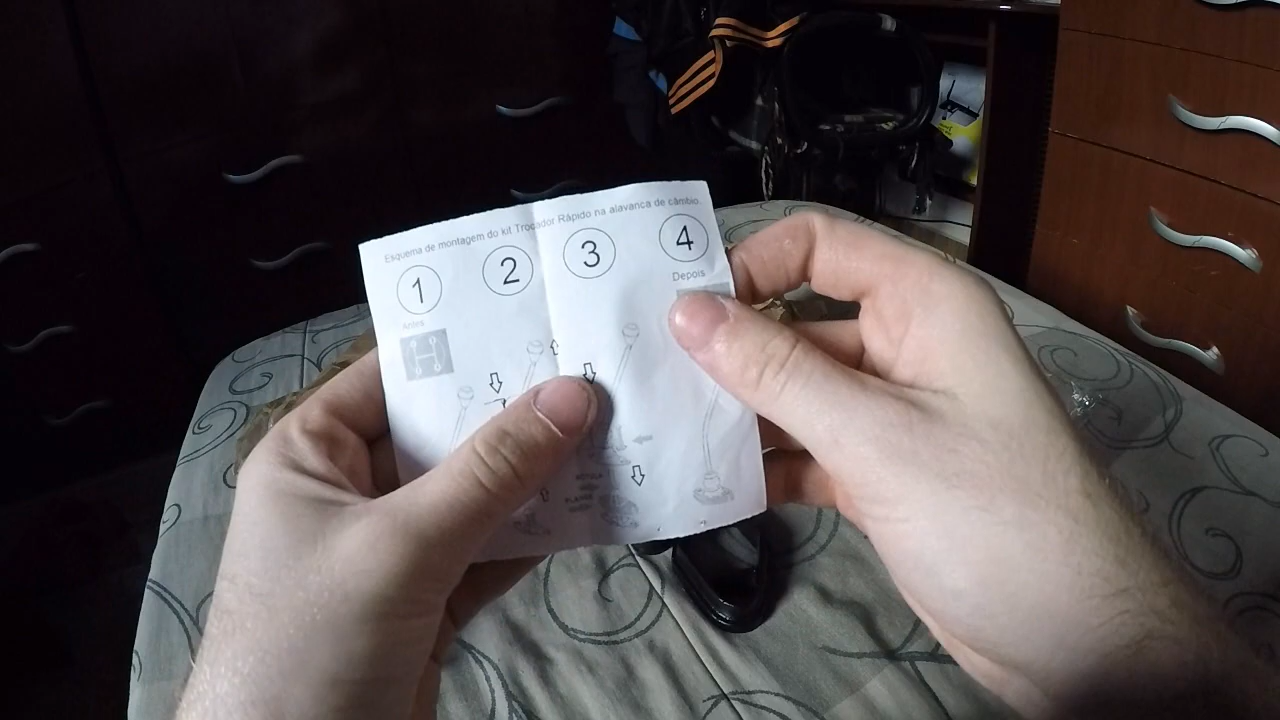 Esquema de montagem do kit Trocador Rápido na alavanca de câmbio.
1 2 3 4
Antes
Depois